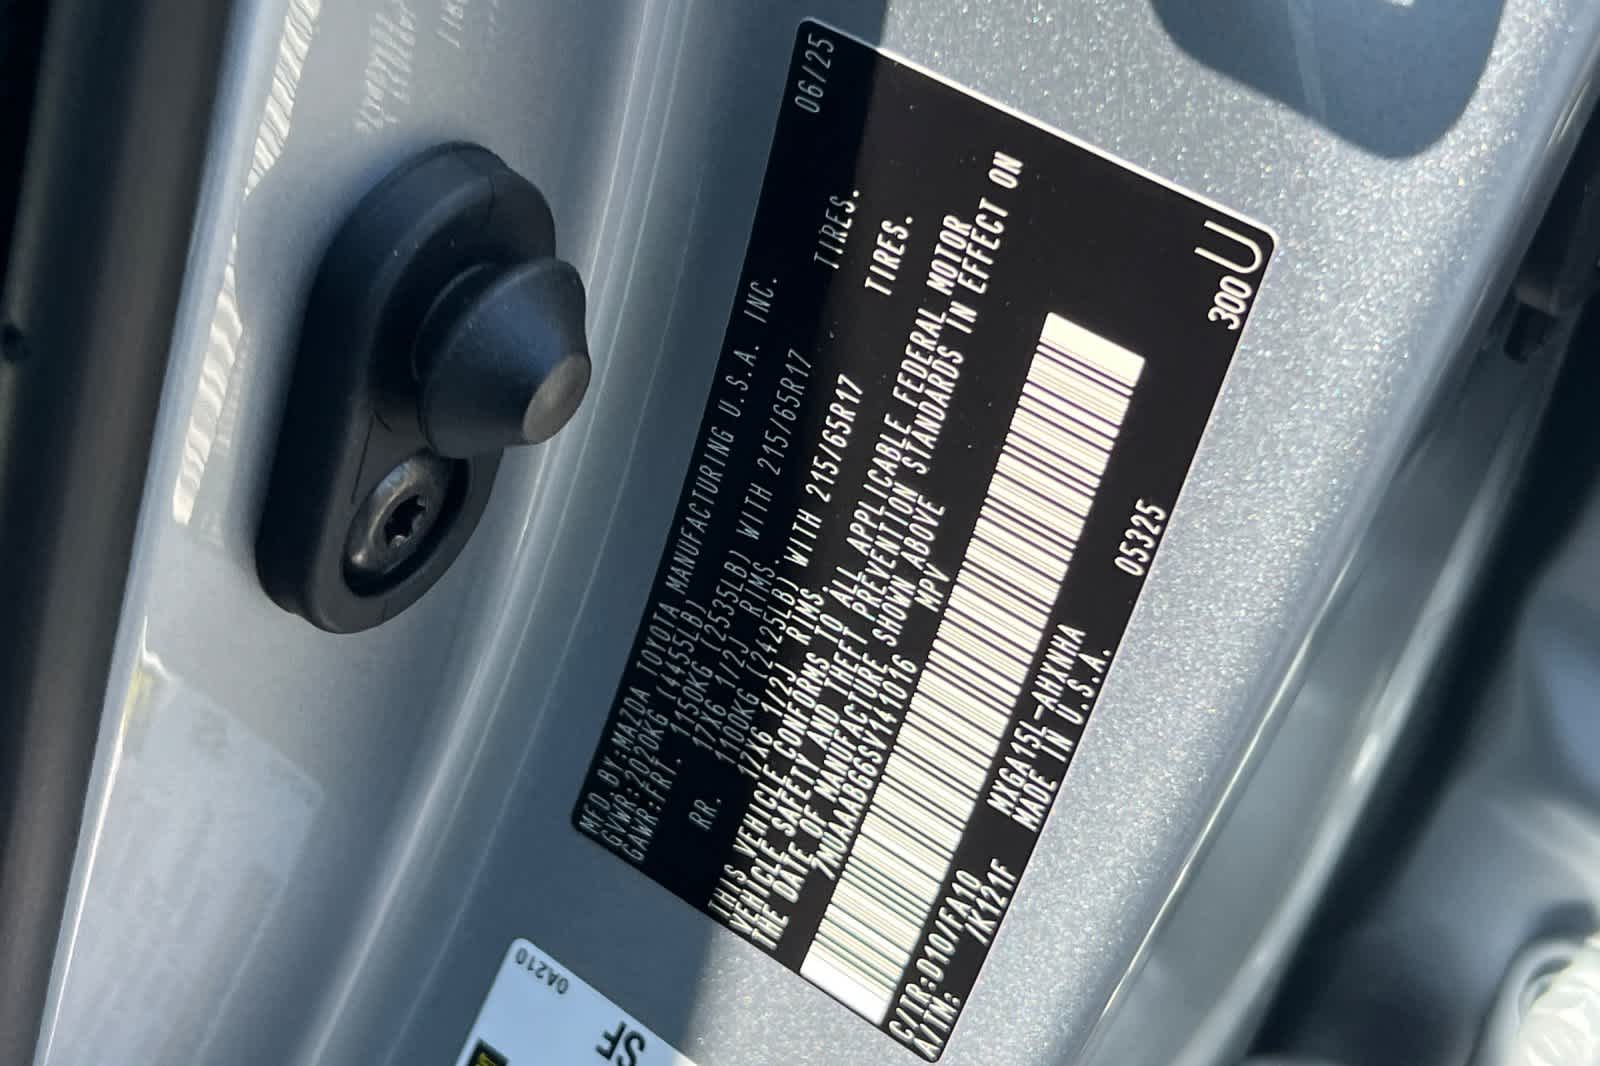 MFD BY:MAZDA TOYOTA MANUFACTURING U.S.A. INC. 06/25
GVWR:2020KG (4455LB)
GAWR:FRT. 1150KG (2535LB) WITH 215/65R17 TIRES.
17X6 1/2J RIMS.
RR. 1100KG (2425LB) WITH 215/65R17 TIRES.
17X6 1/2J RIMS
THIS VEHICLE CONFORMS TO ALL APPLICABLE FEDERAL MOTOR
VEHICLE SAFETY AND THEFT PREVENTION STANDARDS IN EFFECT ON
THE DATE OF MANUFACTURE SHOWN ABOVE
7MUAAABG6SV141016 MPV
300U
C/TR:D10/FA10 MXGA15L-AHXNHA 05325
A/TM: /K121F MADE IN U.S.A.
0A210
SF